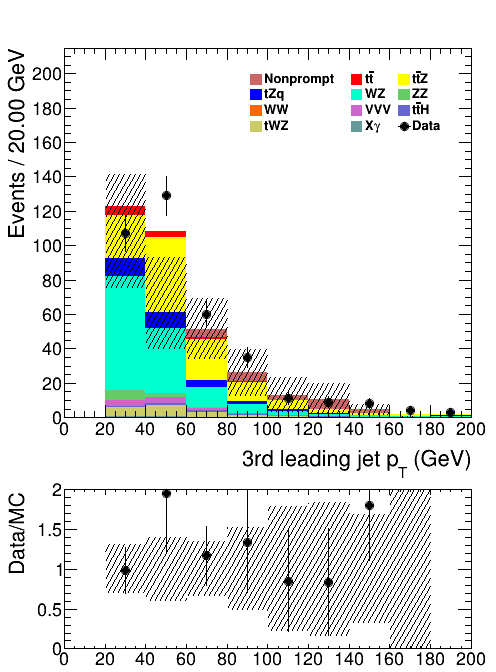 Events / 20.00 GeV
200
180
160
140
120
100
80
60
40
20
0
Nonprompt tt̄ tt̄Z
tZq WZ ZZ
WW VVV tt̄H
tWZ Xγ Data
0 20 40 60 80 100 120 140 160 180 200
3rd leading jet p_T (GeV)
Data/MC
2
1.5
1
0.5
0
0 20 40 60 80 100 120 140 160 180 200